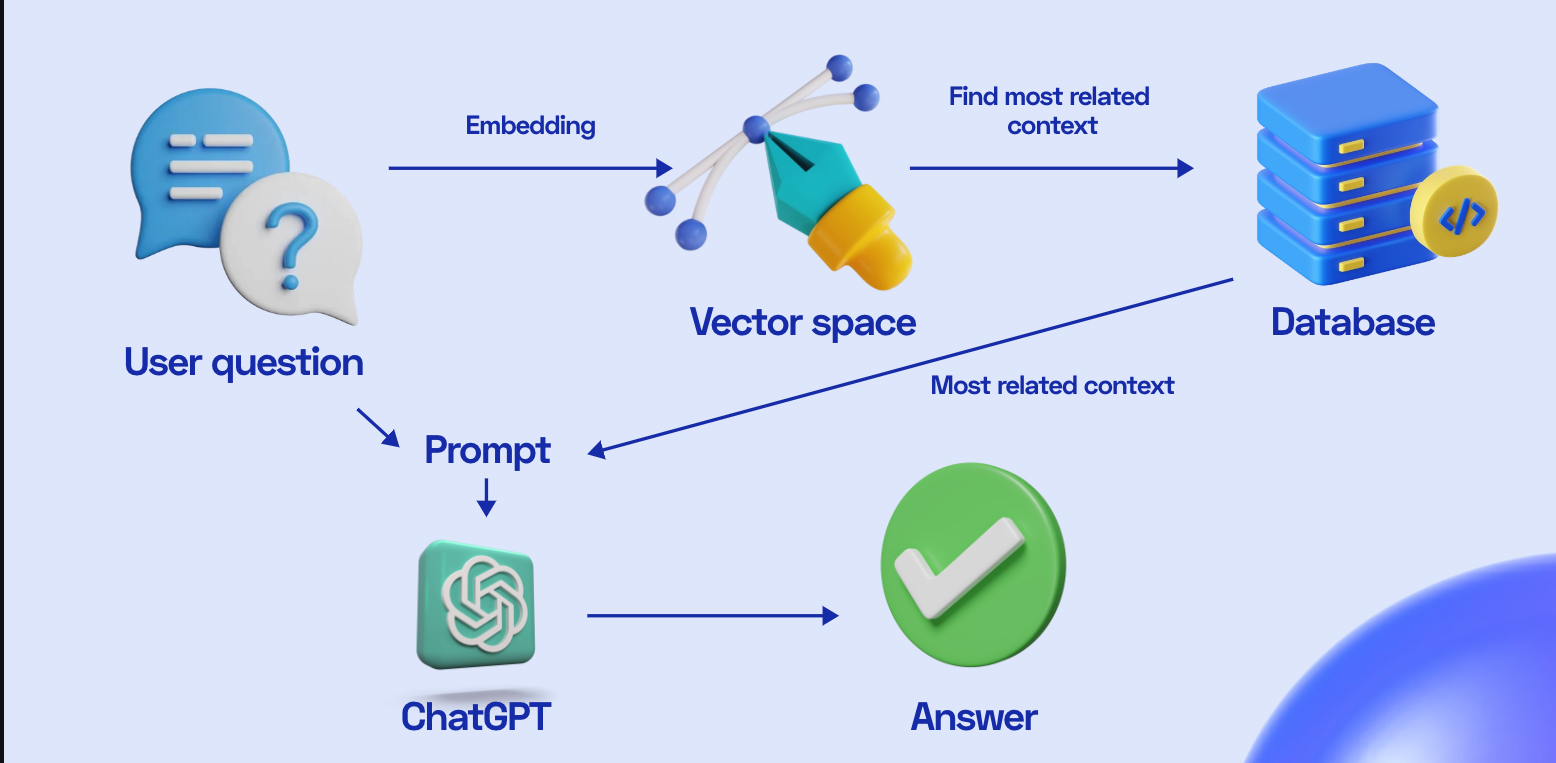 Embedding
Find most related
context
User question
Vector space
Database
Most related context
Prompt
ChatGPT
Answer